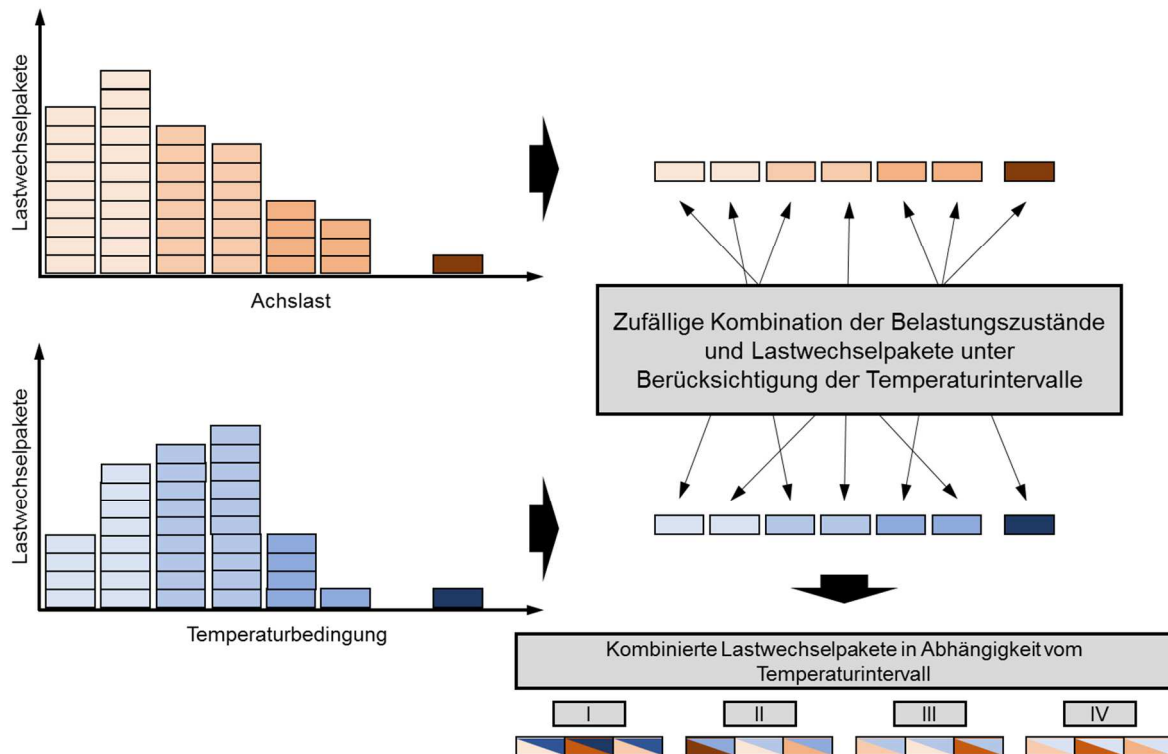 Lastwechselpakete
Achslast
Zufällige Kombination der Belastungszustände
und Lastwechselpakete unter
Berücksichtigung der Temperaturintervalle
Lastwechselpakete
Temperaturbedingung
Kombinierte Lastwechselpakete in Abhängigkeit vom
Temperaturintervall
I
II
III
IV